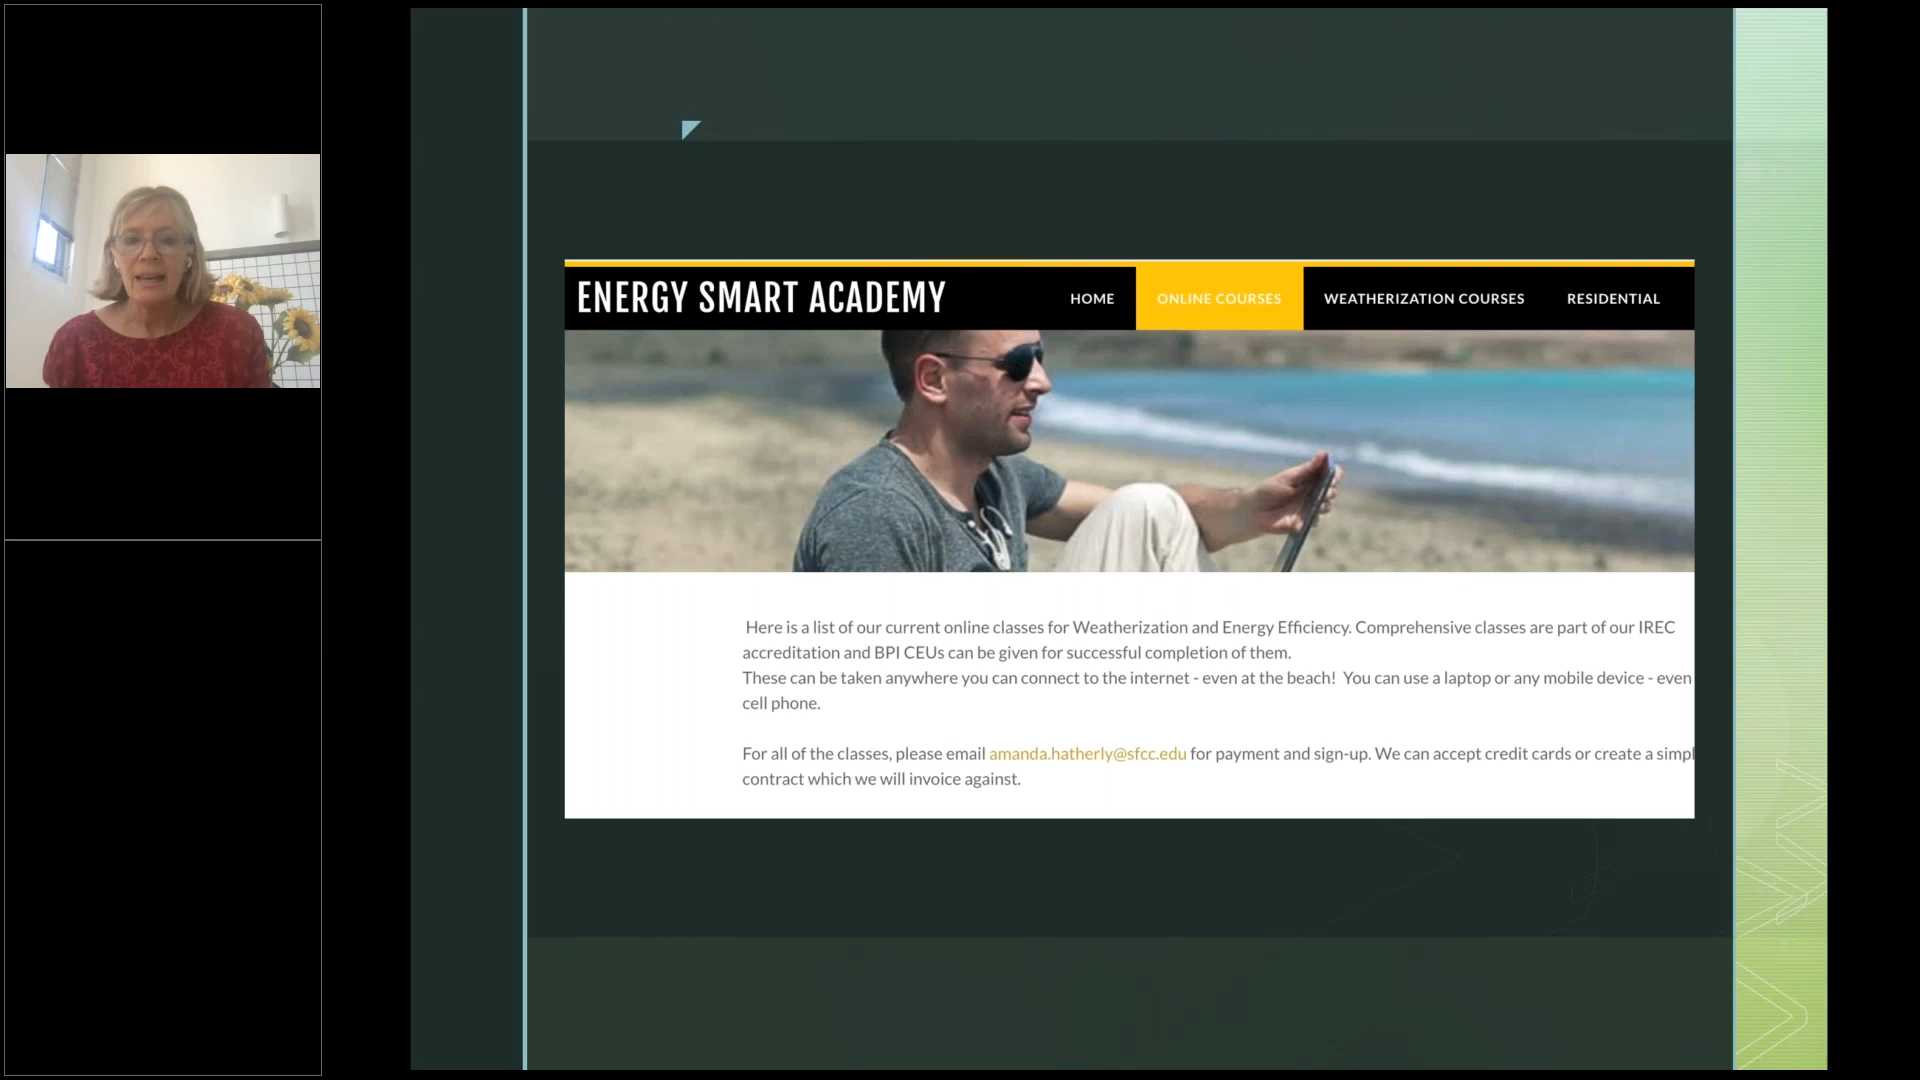 ENERGY SMART ACADEMY
HOME
ONLINE COURSES
WEATHERIZATION COURSES
RESIDENTIAL
Here is a list of our current online classes for Weatherization and Energy Efficiency. Comprehensive classes are part of our IREC
accreditation and BPI CEUs can be given for successful completion of them.
These can be taken anywhere you can connect to the internet - even at the beach! You can use a laptop or any mobile device - even
cell phone.
For all of the classes, please email amanda.hatherly@sfcc.edu for payment and sign-up. We can accept credit cards or create a simpl
contract which we will invoice against.